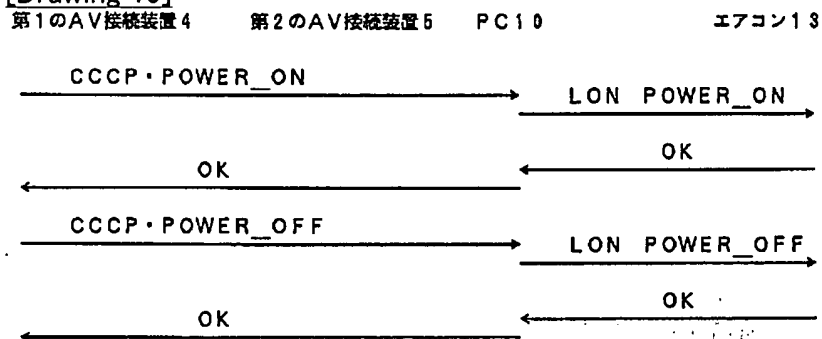 [Drawing 10]
第1のAV接続装置4 第2のAV接続装置5 PC10 エアコン13
CCCP・POWER_ON
LON POWER_ON
OK
OK
CCCP・POWER_OFF
LON POWER_OFF
OK
OK